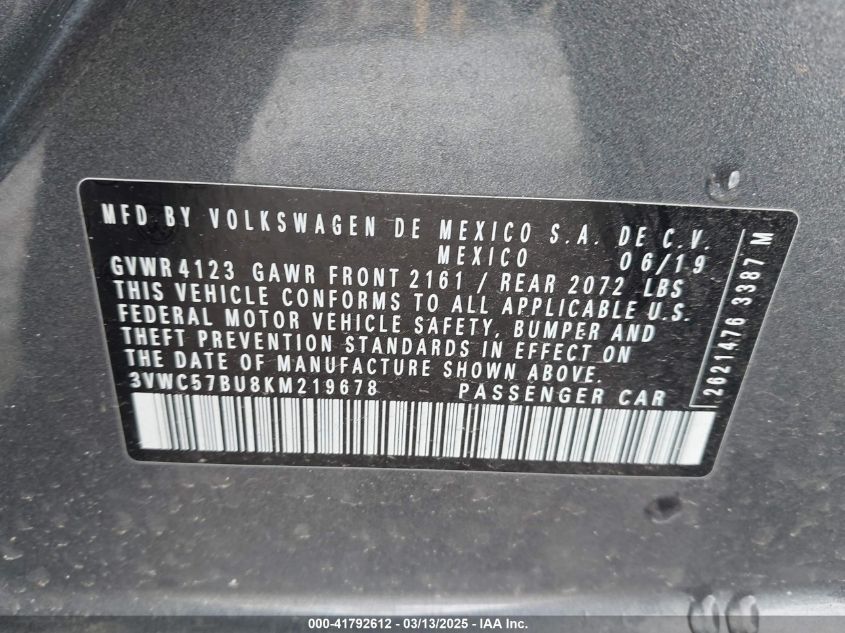 MFD BY VOLKSWAGEN DE MEXICO S.A. DE C.V.
MEXICO 06/19
GVWR 4123 GAWR FRONT 2161 / REAR 2072 LBS
THIS VEHICLE CONFORMS TO ALL APPLICABLE U.S.
FEDERAL MOTOR VEHICLE SAFETY, BUMPER AND
THEFT PREVENTION STANDARDS IN EFFECT ON
THE DATE OF MANUFACTURE SHOWN ABOVE.
3VWC57BU8KM219678 PASSENGER CAR
2621476 3387 M
000-41792612 - 03/13/2025 - IAA Inc.